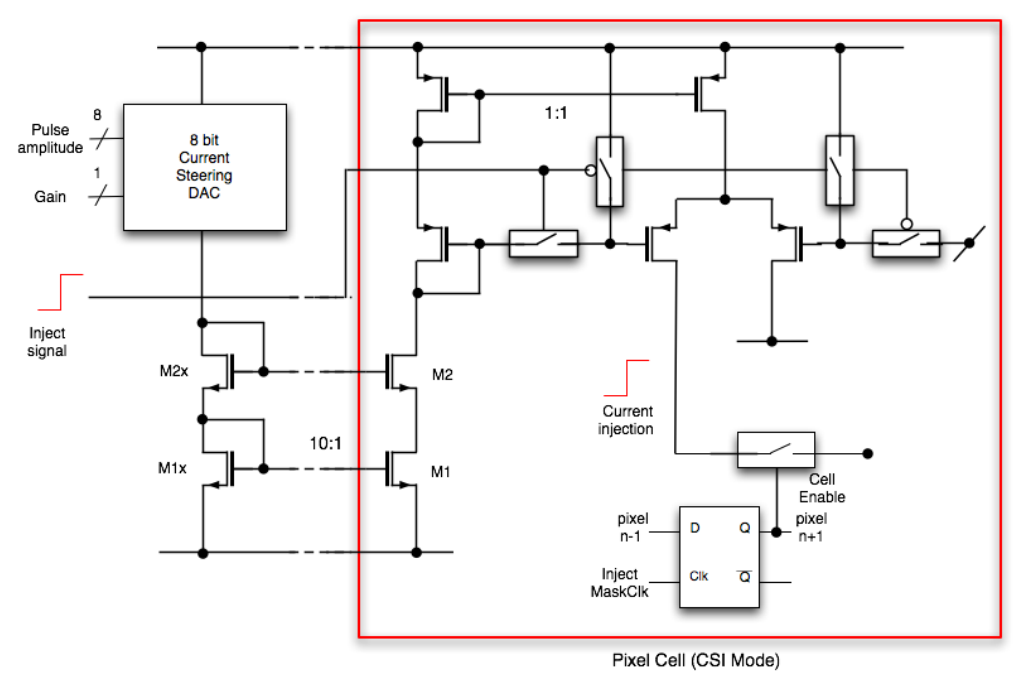 8
Pulse
amplitude
1
Gain
8 bit
Current
Steering
DAC
1:1
Inject
signal
M2x
M2
10:1
M1x
M1
Current
injection
Cell
Enable
pixel
n-1
D
Q
pixel
n+1
Inject
MaskClk
Clk
Q̅
Pixel Cell (CSI Mode)